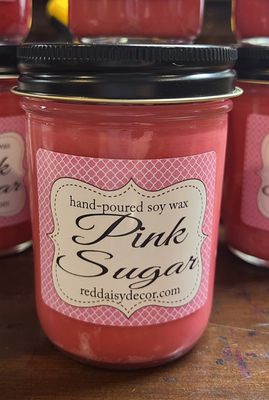 hand-poured soy wax
Pink
Sugar
reddaisydecor.com